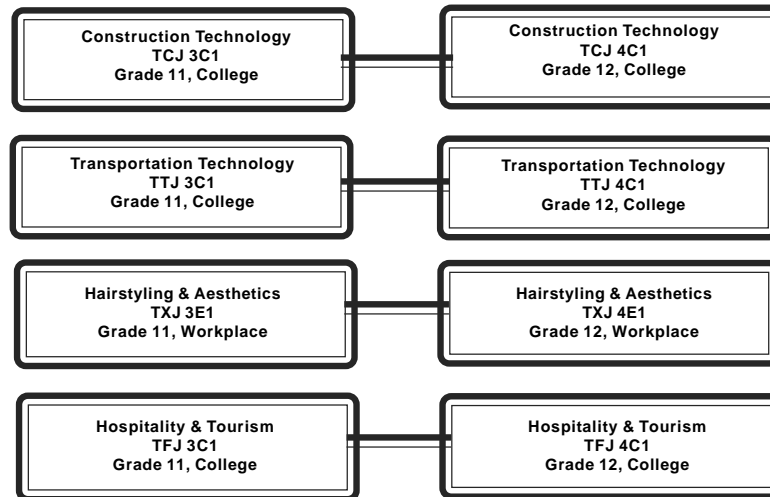 Construction Technology
TCJ 3C1
Grade 11, College
Construction Technology
TCJ 4C1
Grade 12, College
Transportation Technology
TTJ 3C1
Grade 11, College
Transportation Technology
TTJ 4C1
Grade 12, College
Hairstyling & Aesthetics
TXJ 3E1
Grade 11, Workplace
Hairstyling & Aesthetics
TXJ 4E1
Grade 12, Workplace
Hospitality & Tourism
TFJ 3C1
Grade 11, College
Hospitality & Tourism
TFJ 4C1
Grade 12, College